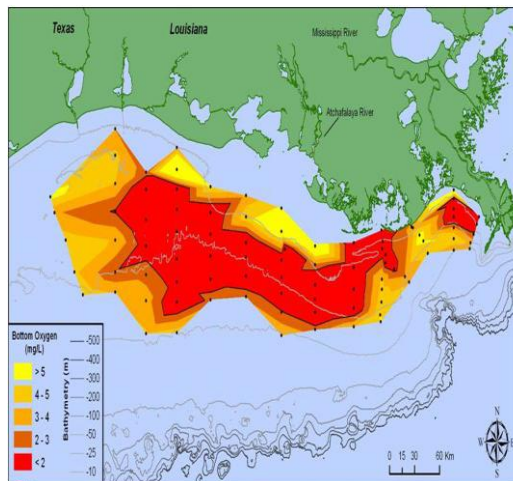 Texas
Louisiana
Mississippi River
Atchafalaya River
Bottom Oxygen
(mg/L)
> 5
4 - 5
3 - 4
2 - 3
< 2
Bathymetry (m)
-500
-400
-300
-200
-100
-50
-25
-10
N
W
E
S
0 15 30 60 Km